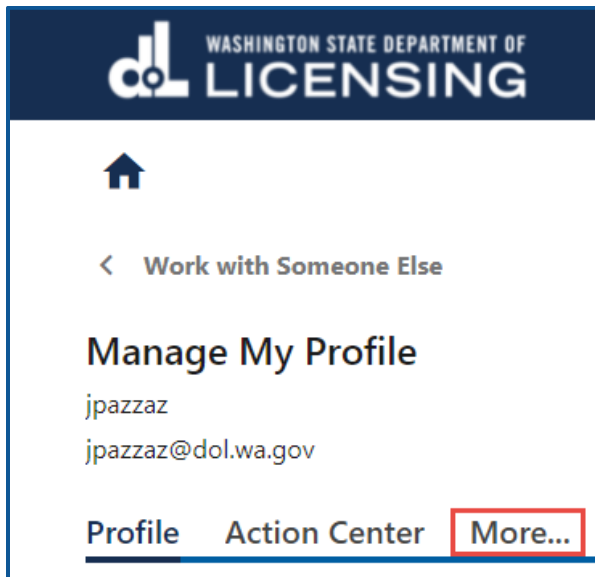 WASHINGTON STATE DEPARTMENT OF
LICENSING
Work with Someone Else
Manage My Profile
jpazzaz
jpazzaz@dol.wa.gov
Profile Action Center More...